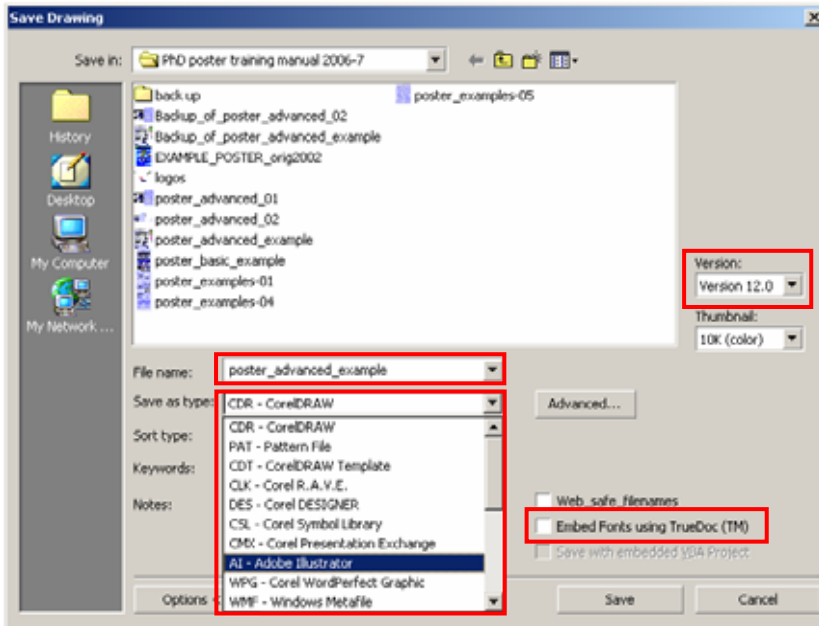 Save Drawing
Save in:
PhD poster training manual 2006-7
History
Desktop
My Computer
My Network ...
back up
Backup_of_poster_advanced_02
Backup_of_poster_advanced_example
EXAMPLE_POSTER_orig2002
logos
poster_advanced_01
poster_advanced_02
poster_advanced_example
poster_basic_example
poster_examples-01
poster_examples-04
poster_examples-05
Version:
Version 12.0
Thumbnail:
10K (color)
File name:
poster_advanced_example
Save as type:
CDR - CorelDRAW
Advanced...
Sort type:
Keywords:
Notes:
CDR - CorelDRAW
PAT - Pattern File
CDT - CorelDRAW Template
CLK - Corel R.A.V.E.
DES - Corel DESIGNER
CSL - Corel Symbol Library
CMX - Corel Presentation Exchange
AI - Adobe Illustrator
WPG - Corel WordPerfect Graphic
WMF - Windows Metafile
Web_safe_filenames
Embed Fonts using TrueDoc (TM)
Save with embedded VBA Project
Options <
Save
Cancel